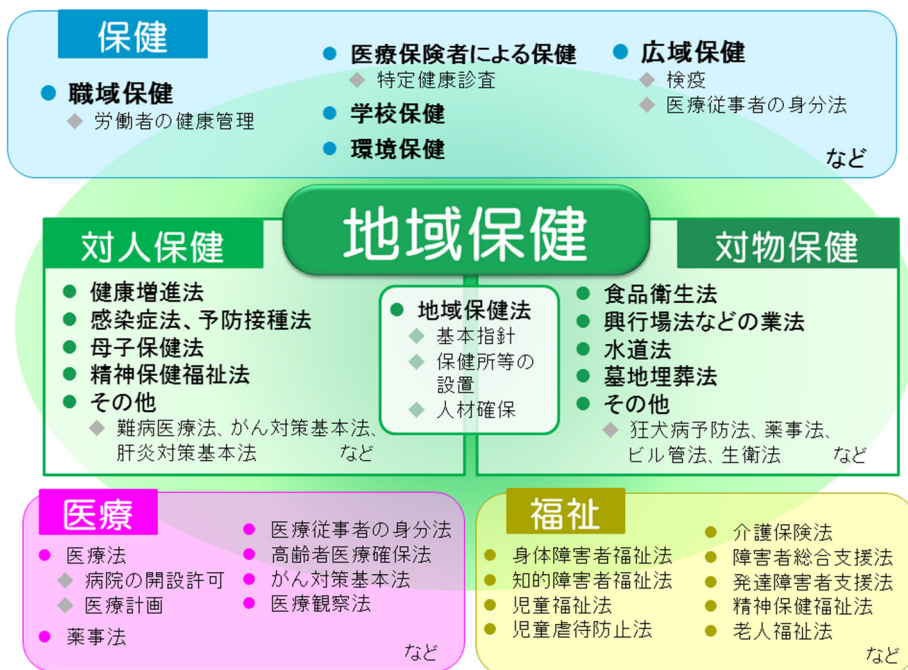 保健
職域保健
労働者の健康管理
医療保険者による保健
特定健康診査
学校保健
環境保健
広域保健
検疫
医療従事者の身分法
など
地域保健
対人保健
健康増進法
感染症法、予防接種法
母子保健法
精神保健福祉法
その他
難病医療法、がん対策基本法、
肝炎対策基本法 など
地域保健法
基本指針
保健所等の
設置
人材確保
対物保健
食品衛生法
興行場法などの業法
水道法
墓地埋葬法
その他
狂犬病予防法、薬事法、
ビル管法、生衛法 など
医療
医療法
病院の開設許可
医療計画
薬事法
医療従事者の身分法
高齢者医療確保法
がん対策基本法
医療観察法
など
福祉
身体障害者福祉法
知的障害者福祉法
児童福祉法
児童虐待防止法
介護保険法
障害者総合支援法
発達障害者支援法
精神保健福祉法
老人福祉法
など